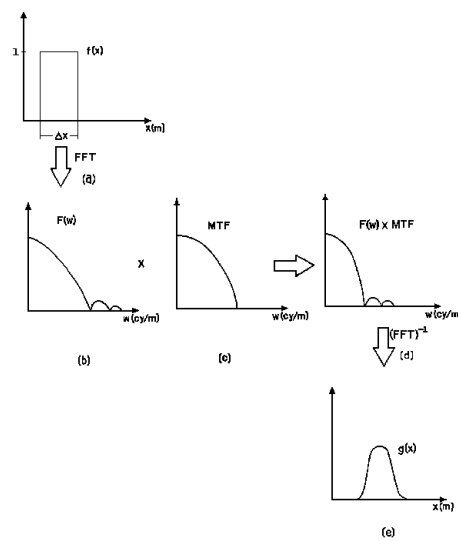 1
f(x)
x(m)
Δx
FFT
(a)
F(w)
w(cy/m)
(b)
X
MTF
w(cy/m)
(c)
F(w) x MTF
w(cy/m
(FFT)⁻¹
(d)
g(x)
x(m)
(e)